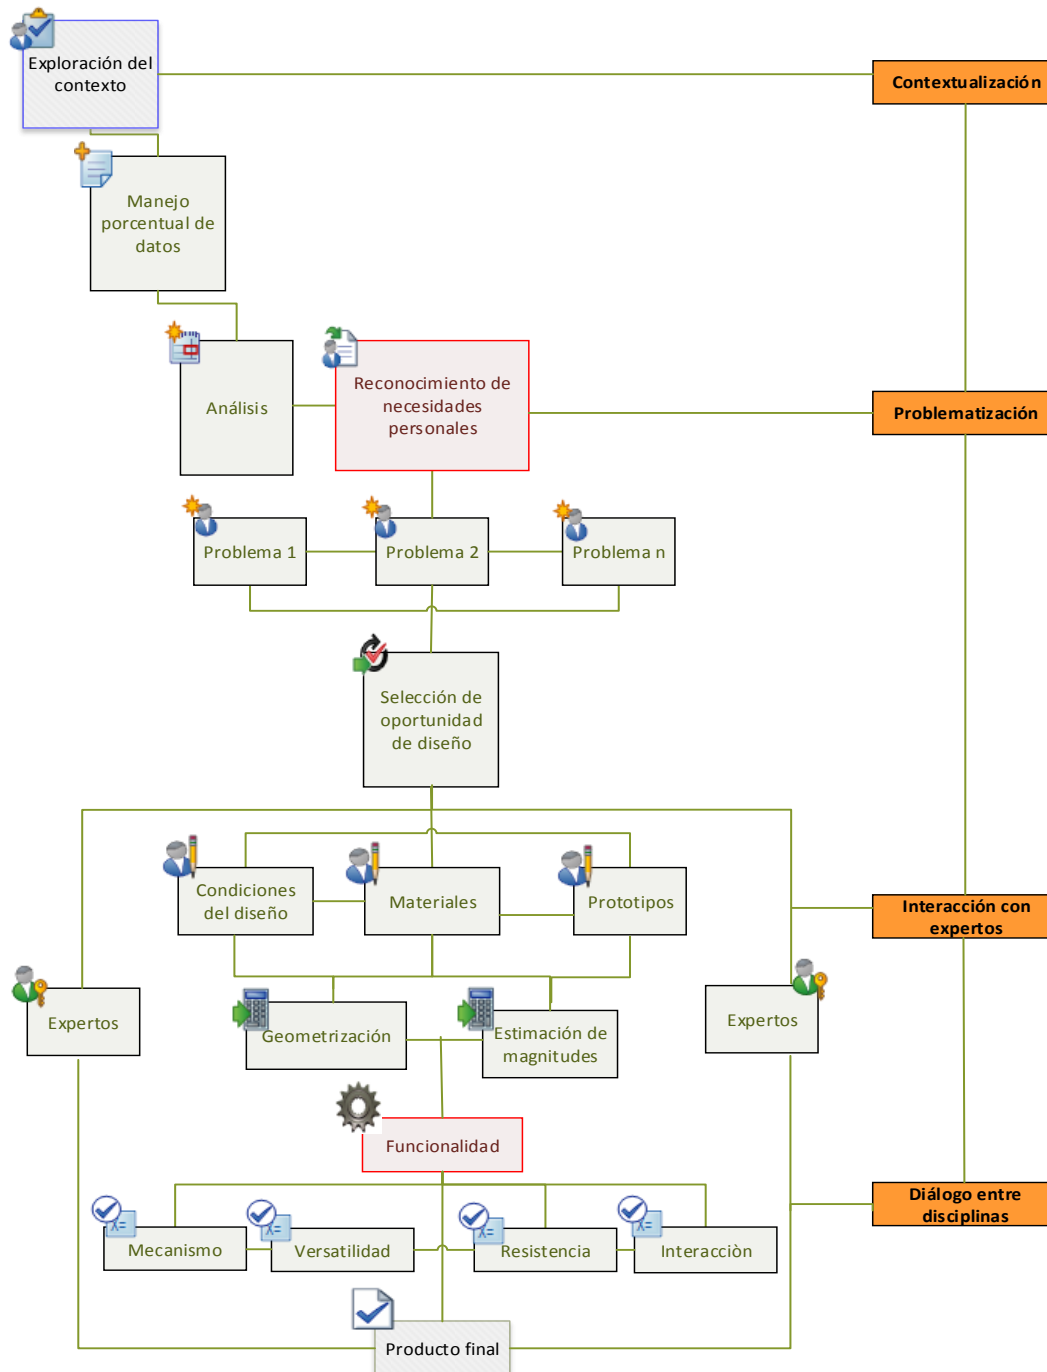 Exploración del
contexto
Contextualización
Manejo
porcentual de
datos
Análisis
Reconocimiento de
necesidades
personales
Problematización
Problema 1
Problema 2
Problema n
Selección de
oportunidad
de diseño
Condiciones
del diseño
Materiales
Prototipos
Interacción con
expertos
Expertos
Geometrización
Estimación de
magnitudes
Expertos
Funcionalidad
Diálogo entre
disciplinas
Mecanismo
Versatilidad
Resistencia
Interacciòn
Producto final